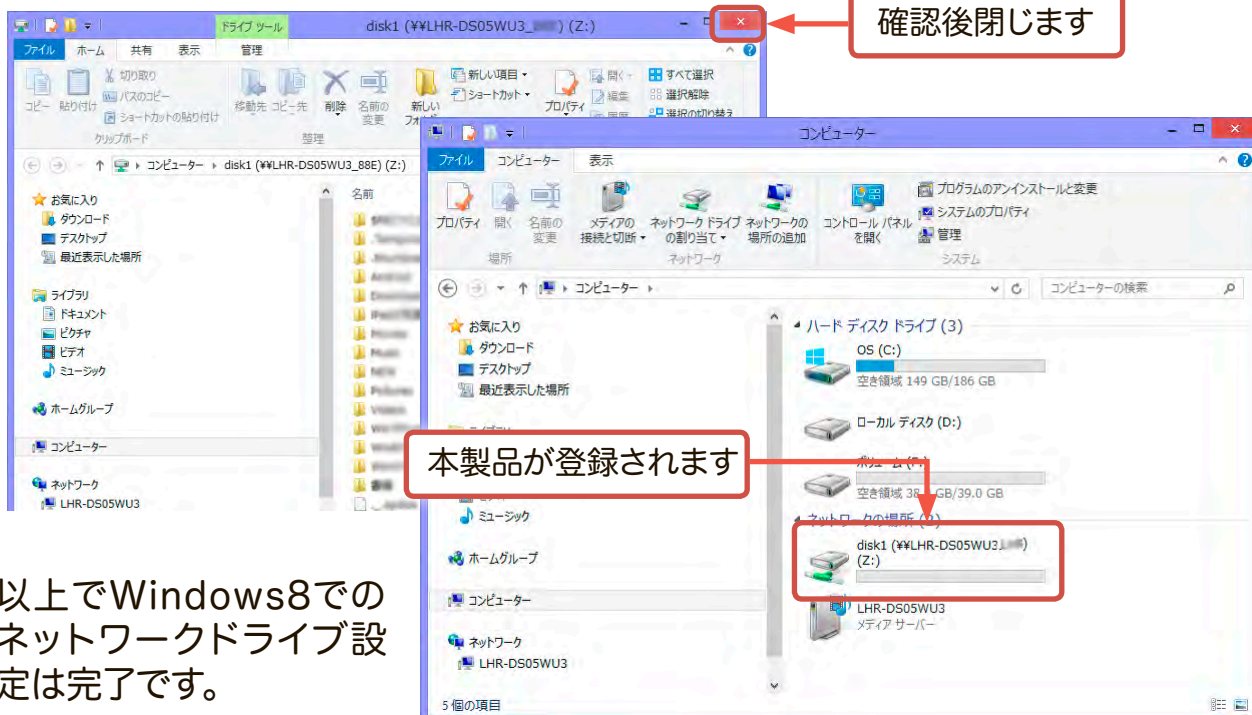 確認後閉じます
ドライブ ツール
disk1 (¥¥LHR-DS05WU3_ ) (Z:)
ファイル ホーム 共有 表示 管理
コピー 貼り付け
切り取り
パスのコピー
ショートカットの貼り付け
クリップボード
移動先 コピー先 削除 名前の変更
整理
新しい
新しい項目
ショートカット
プロパティ
開く
編集
すべて選択
選択解除
選択の切り替え
コンピューター ▸ disk1 (¥¥LHR-DS05WU3_88E) (Z:)
お気に入り
ダウンロード
デスクトップ
最近表示した場所
ライブラリ
ドキュメント
ピクチャ
ビデオ
ミュージック
ホームグループ
コンピューター
ネットワーク
LHR-DS05WU3
名前
コンピューター
ファイル コンピューター 表示
プロパティ 開く 名前の変更
場所
メディアの接続と切断
ネットワーク ドライブの割り当て
ネットワークの場所の追加
ネットワーク
コントロール パネルを開く
プログラムのアンインストールと変更
システムのプロパティ
管理
システム
コンピューター ▸
コンピューターの検索
お気に入り
ダウンロード
デスクトップ
最近表示した場所
ミュージック
ホームグループ
コンピューター
ネットワーク
LHR-DS05WU3
ハード ディスク ドライブ (3)
OS (C:)
空き領域 149 GB/186 GB
ローカル ディスク (D:)
空き領域 38. GB/39.0 GB
disk1 (¥¥LHR-DS05WU3_ )
(Z:)
LHR-DS05WU3
メディア サーバー
5 個の項目
本製品が登録されます
以上でWindows8での
ネットワークドライブ設
定は完了です。